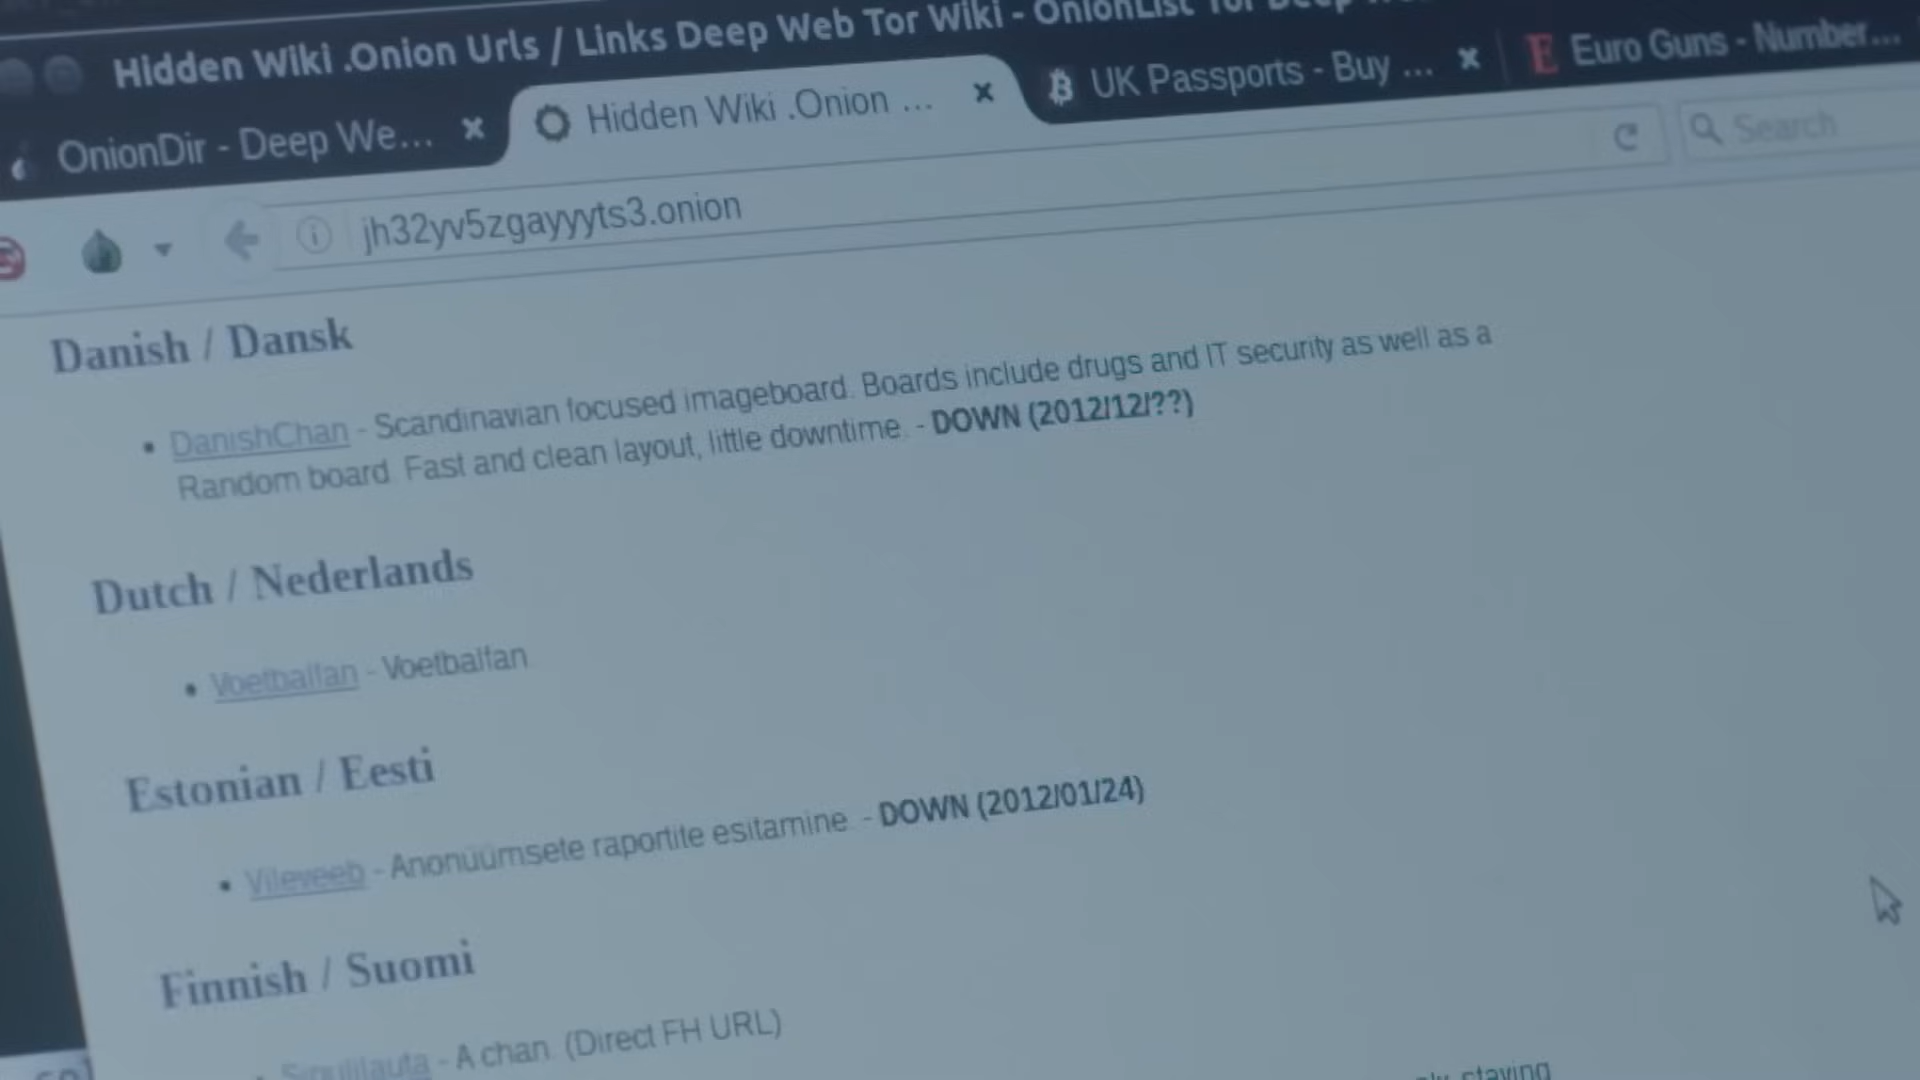 Hidden Wiki .Onion Urls / Links Deep Web Tor Wiki - OnionList
OnionDir - Deep We...
Hidden Wiki .Onion ...
UK Passports - Buy ...
Euro Guns - Number...
jh32yv5zgayyyts3.onion
Search
Danish / Dansk
DanishChan - Scandinavian focused imageboard. Boards include drugs and IT security as well as a
Random board. Fast and clean layout, little downtime. - DOWN (2012/12/??)
Dutch / Nederlands
Voetbalfan - Voetbalfan
Estonian / Eesti
Vileveeb - Anonüümsete raportite esitamine. - DOWN (2012/01/24)
Finnish / Suomi
- A chan. (Direct FH URL)
staying